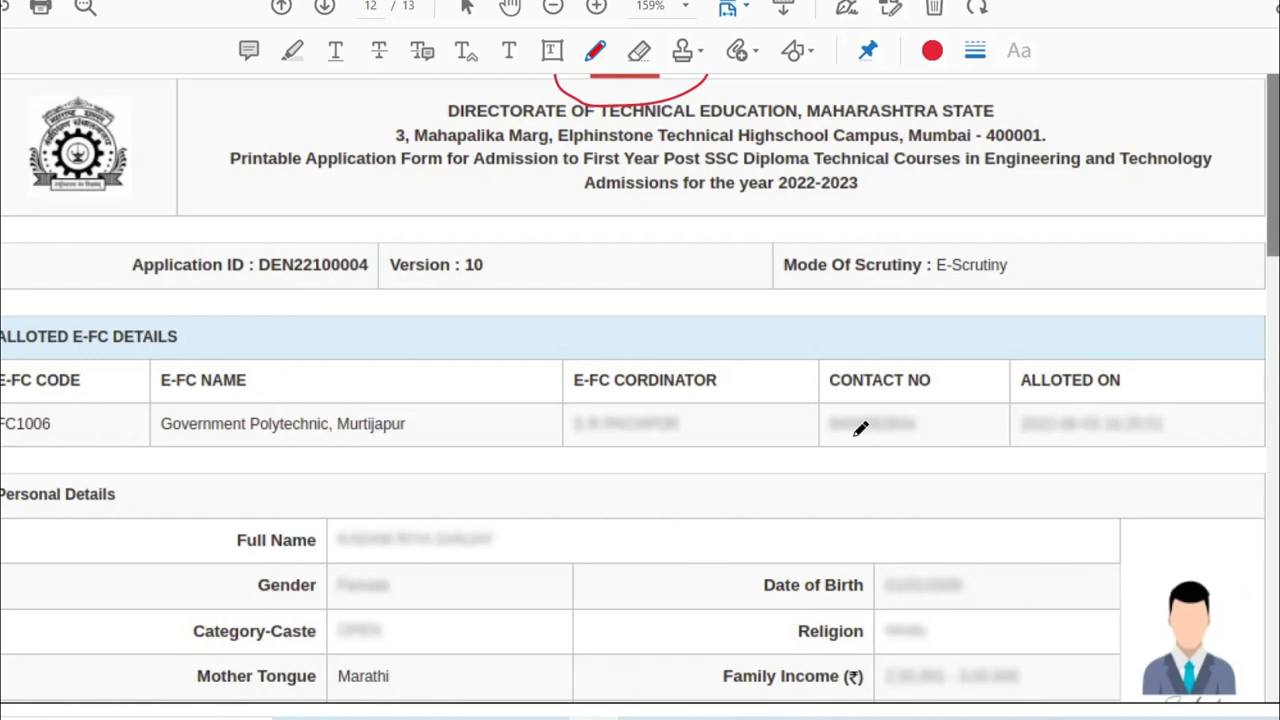 12 / 13
159%
Aa
DIRECTORATE OF TECHNICAL EDUCATION, MAHARASHTRA STATE
3, Mahapalika Marg, Elphinstone Technical Highschool Campus, Mumbai - 400001.
Printable Application Form for Admission to First Year Post SSC Diploma Technical Courses in Engineering and Technology
Admissions for the year 2022-2023
Application ID : DEN22100004 Version : 10 Mode Of Scrutiny : E-Scrutiny
ALLOTED E-FC DETAILS
E-FC CODE E-FC NAME E-FC CORDINATOR CONTACT NO ALLOTED ON
FC1006 Government Polytechnic, Murtijapur
Personal Details
Full Name
Gender Date of Birth
Category-Caste Religion
Mother Tongue Marathi Family Income (₹)